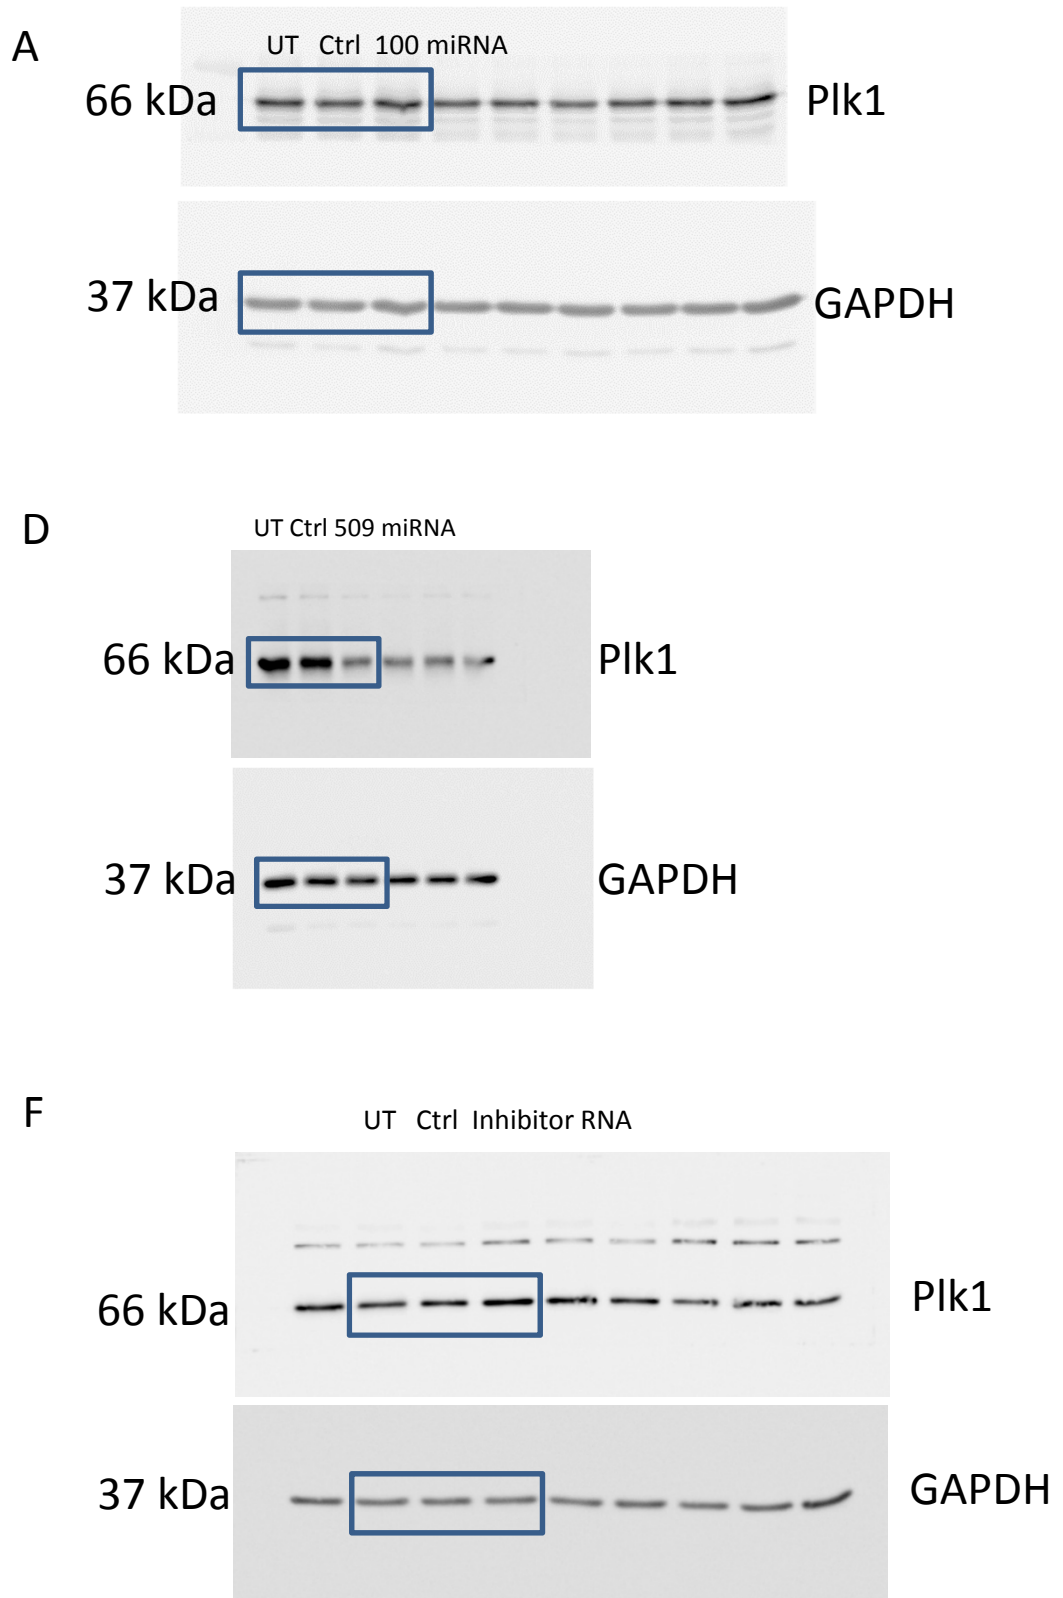 A
UT Ctrl 100 miRNA
66 kDa
Plk1
37 kDa
GAPDH
D
UT Ctrl 509 miRNA
66 kDa
Plk1
37 kDa
GAPDH
F
UT Ctrl Inhibitor RNA
66 kDa
Plk1
37 kDa
GAPDH